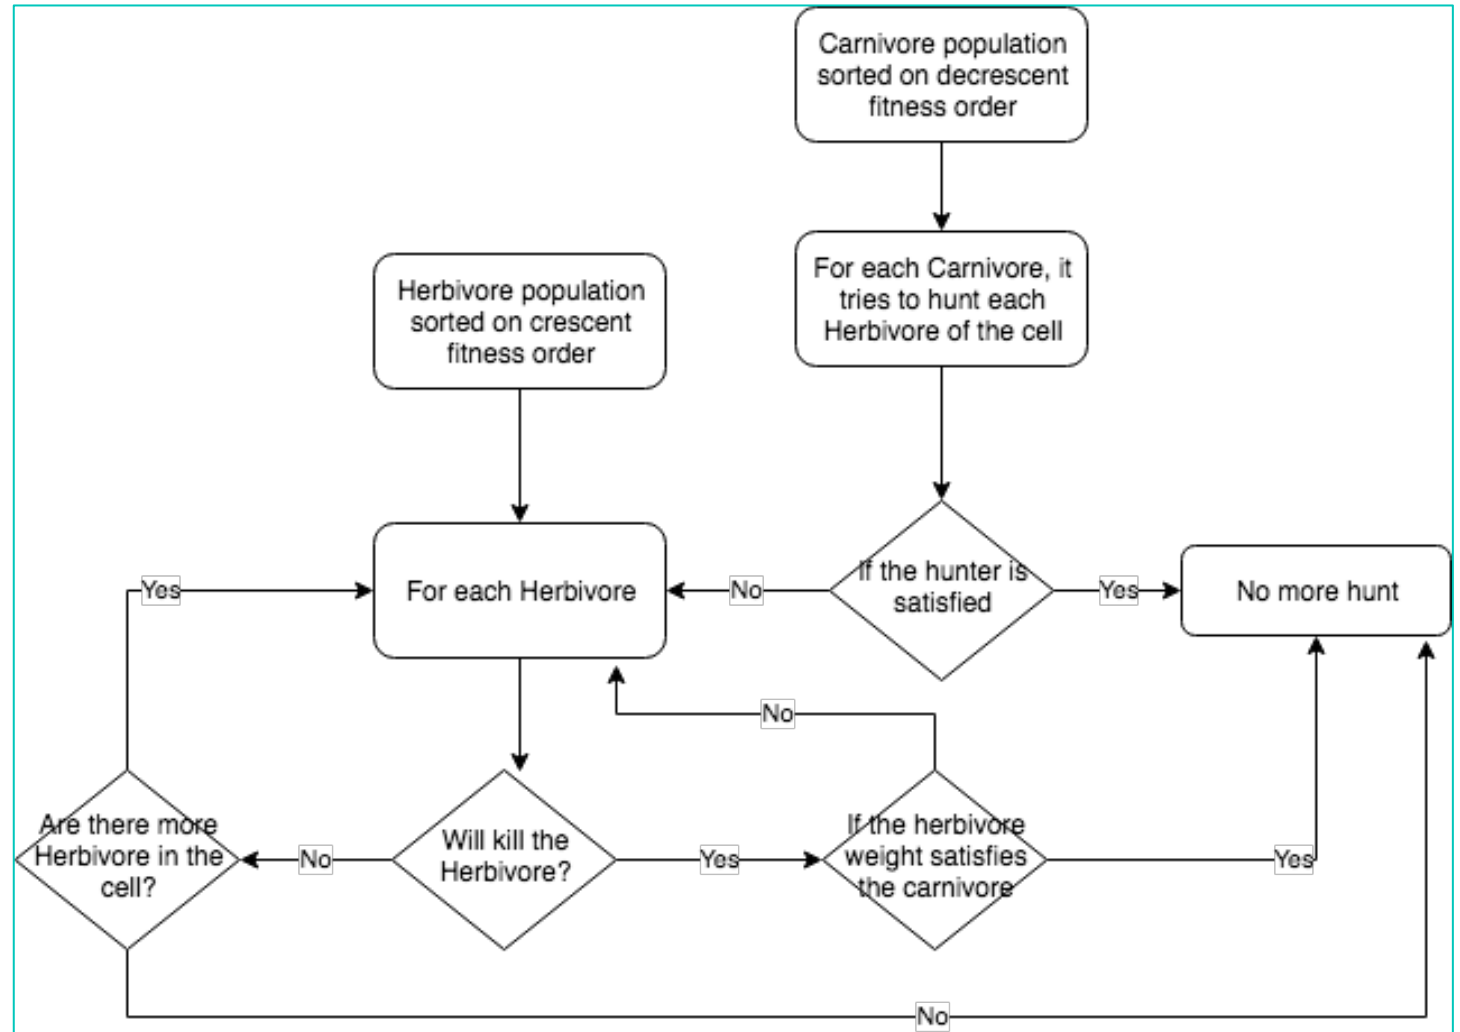 Carnivore population
sorted on decrescent
fitness order
For each Carnivore, it
tries to hunt each
Herbivore of the cell
Herbivore population
sorted on crescent
fitness order
If the hunter is
satisfied
For each Herbivore
No more hunt
Yes
No
Yes
No
Are there more
Herbivore in the
cell?
No
Will kill the
Herbivore?
Yes
If the herbivore
weight satisfies
the carnivore
Yes
No